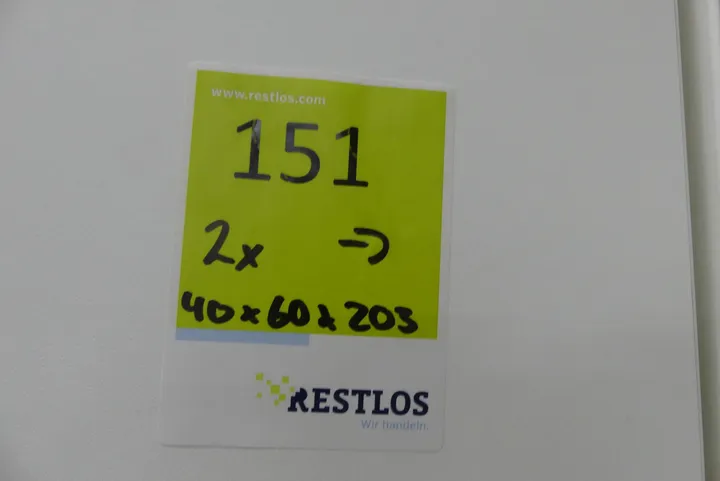 www.restlos.com
151
2x →
40x60x203
RESTLOS
Wir handeln.